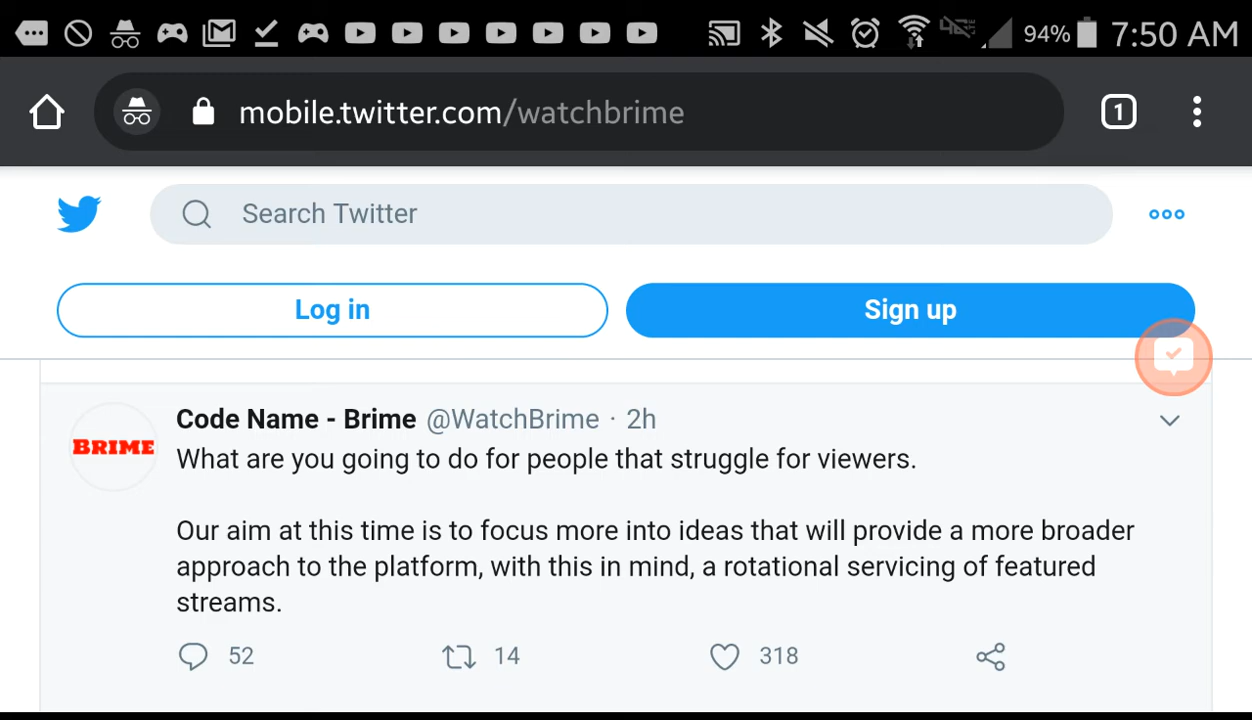 94% 7:50 AM
mobile.twitter.com/watchbrime
1
Search Twitter
Log in
Sign up
BRIME
Code Name - Brime @WatchBrime · 2h
What are you going to do for people that struggle for viewers.
Our aim at this time is to focus more into ideas that will provide a more broader
approach to the platform, with this in mind, a rotational servicing of featured
streams.
52
14
318